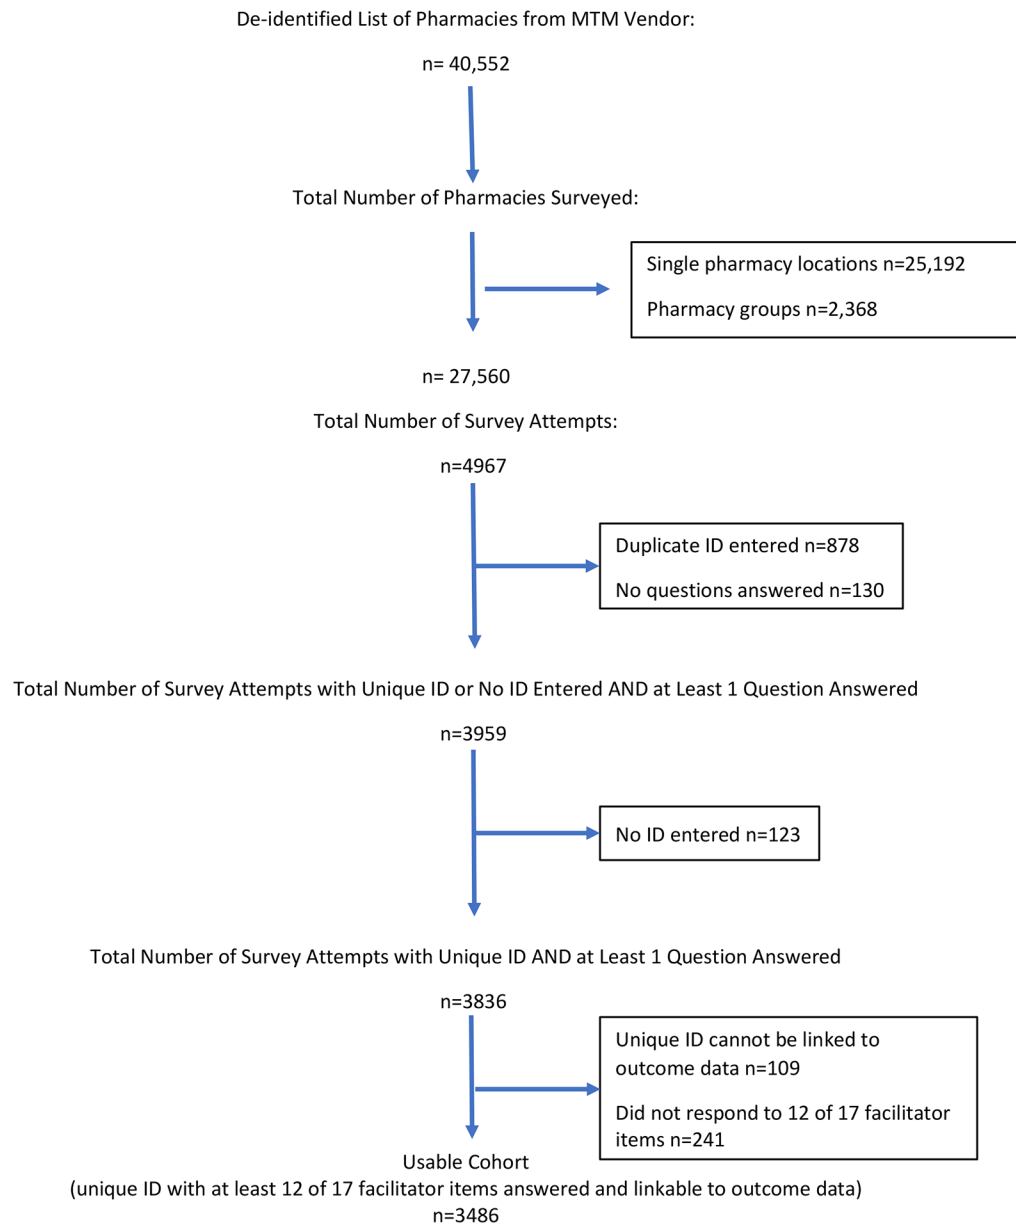 De-identified List of Pharmacies from MTM Vendor:
n= 40,552
Total Number of Pharmacies Surveyed:
Single pharmacy locations n=25,192
Pharmacy groups n=2,368
n= 27,560
Total Number of Survey Attempts:
n=4967
Duplicate ID entered n=878
No questions answered n=130
Total Number of Survey Attempts with Unique ID or No ID Entered AND at Least 1 Question Answered
n=3959
No ID entered n=123
Total Number of Survey Attempts with Unique ID AND at Least 1 Question Answered
n=3836
Unique ID cannot be linked to
outcome data n=109
Did not respond to 12 of 17 facilitator
items n=241
Usable Cohort
(unique ID with at least 12 of 17 facilitator items answered and linkable to outcome data)
n=3486